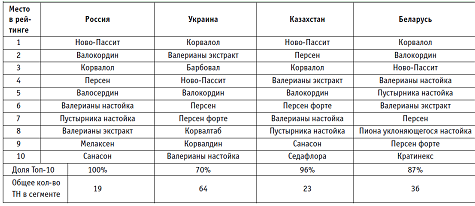 Место в рейтинге Россия Украина Казахстан Беларусь
1 Ново-Пассит Корвалол Ново-Пассит Корвалол
2 Валокордин Валерианы экстракт Персен Валокордин
3 Корвалол Барбовал Корвалол Ново-Пассит
4 Персен Ново-Пассит Валерианы экстракт Валерианы настойка
5 Валосердин Валокордин Валокордин Пустырника настойка
6 Валерианы настойка Персен Персен форте Валерианы экстракт
7 Пустырника настойка Персен форте Валерианы настойка Персен
8 Валерианы экстракт Корвалтаб Пустырника настойка Пиона уклоняющегося настойка
9 Мелаксен Корвалдин Санасон Персен форте
10 Санасон Валерианы настойка Седафлора Кратинекс
Доля Топ-10 100% 70% 96% 87%
Общее кол-во ТН в сегменте 19 64 23 36